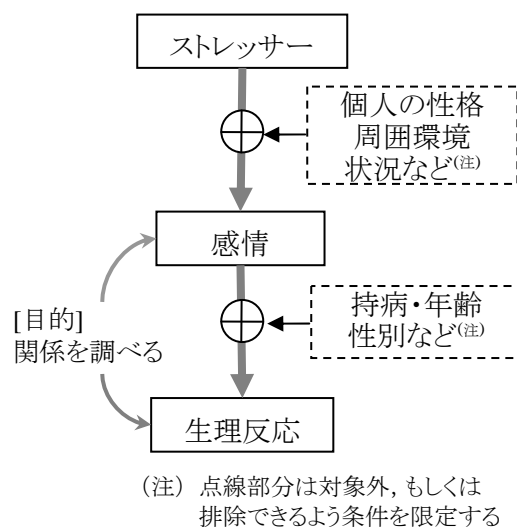 ストレッサー
個人の性格
周囲環境
状況など(注)
感情
持病・年齢
性別など(注)
[目的]
関係を調べる
生理反応
(注) 点線部分は対象外,もしくは
排除できるよう条件を限定する